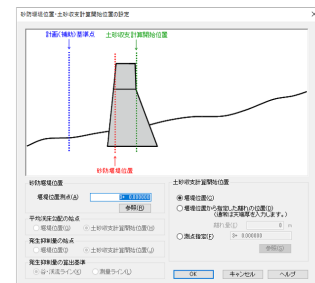 砂防堰堤位置・土砂収支計算開始位置の設定
計画(補助)基準点
土砂収支計算開始位置
砂防堰堤位置
砂防堰堤位置
堰堤位置測点(A)
0+ 0.000000
参照(B)
平均渓床勾配の始点
堰堤位置(G)
土砂収支計算開始位置(H)
発生抑制量の始点
堰堤位置(I)
土砂収支計算開始位置(J)
発生抑制量の算出基準
谷・渓流ライン(K)
測量ライン(L)
土砂収支計算開始位置
堰堤位置(C)
堰堤位置から指定した離れの位置(D)
(通常は天端厚を入力します。)
離れ量(E)
0 m
測点指定(F)
0+ 0.000000
参照(G)
OK
キャンセル
ヘルプ